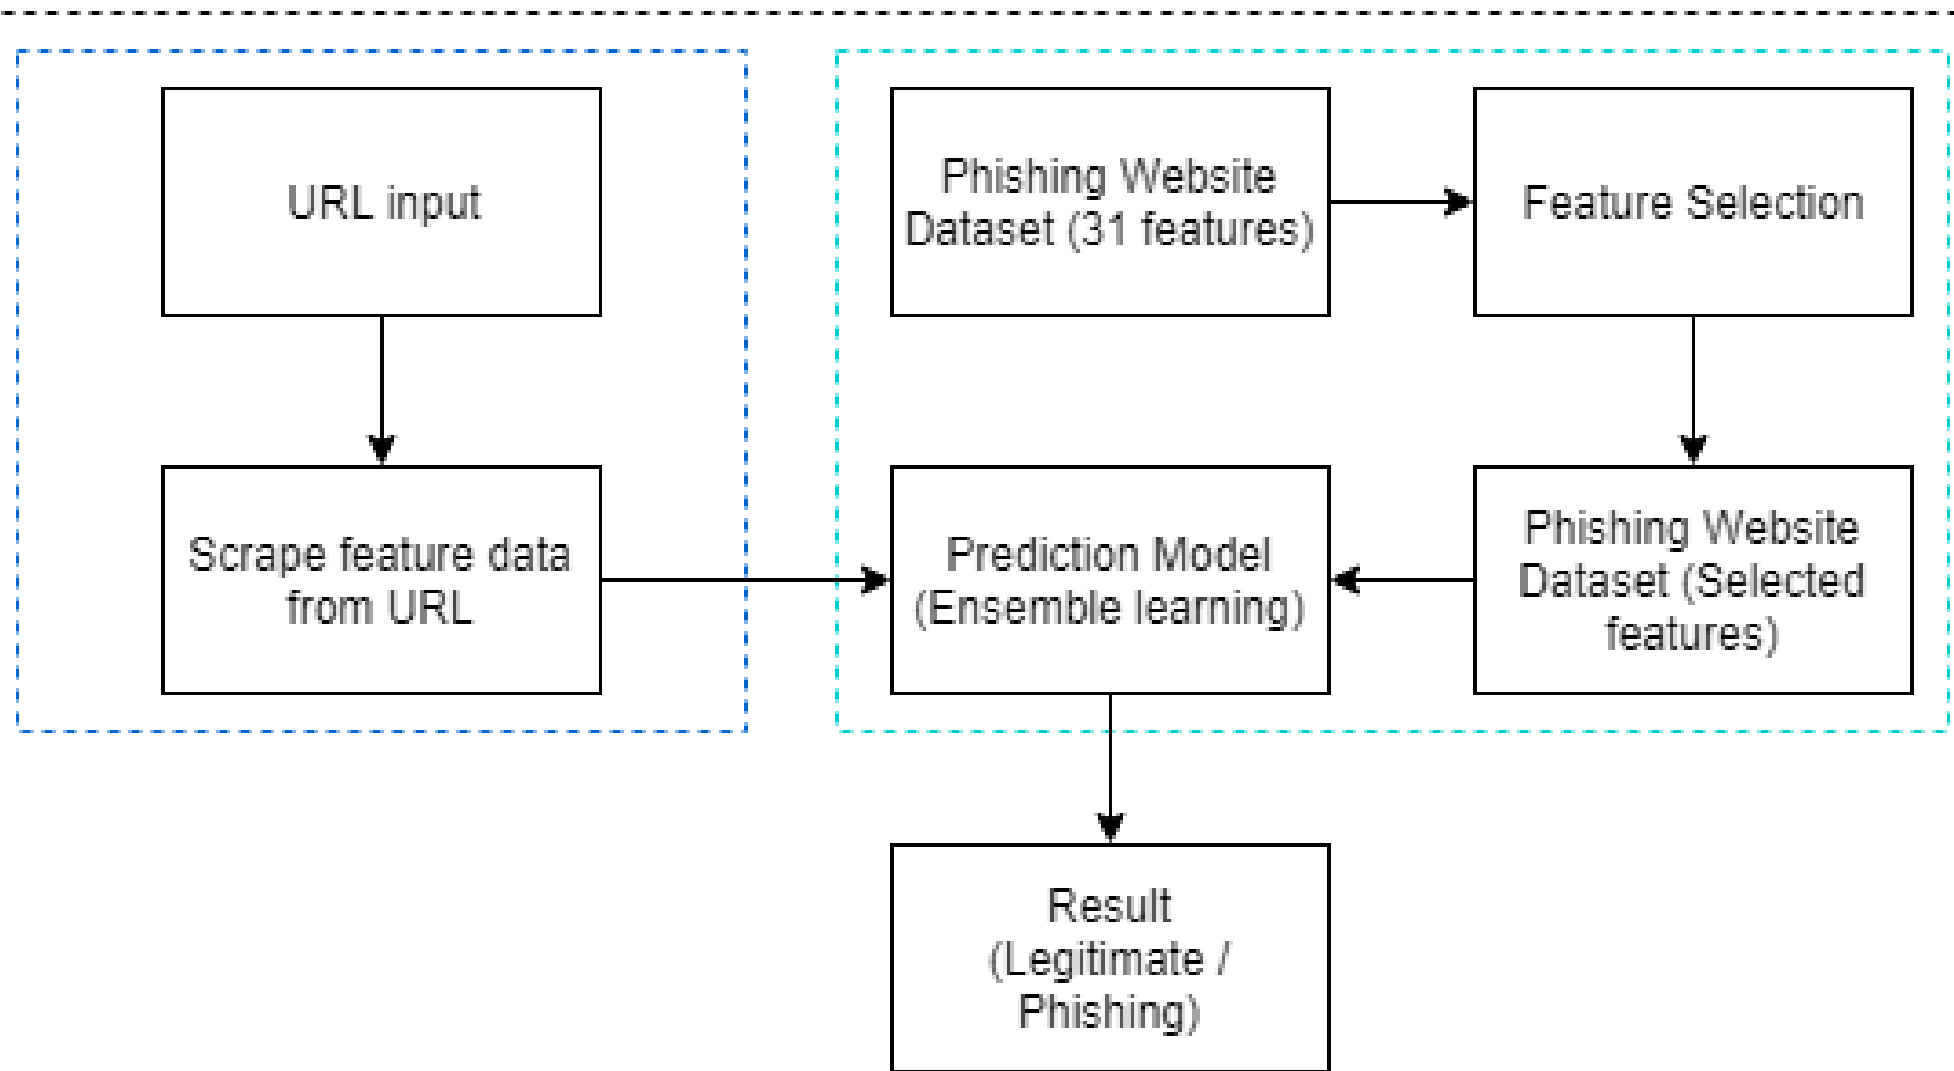 URL input
Phishing Website
Dataset (31 features)
Feature Selection
Scrape feature data
from URL
Prediction Model
(Ensemble learning)
Phishing Website
Dataset (Selected
features)
Result
(Legitimate /
Phishing)